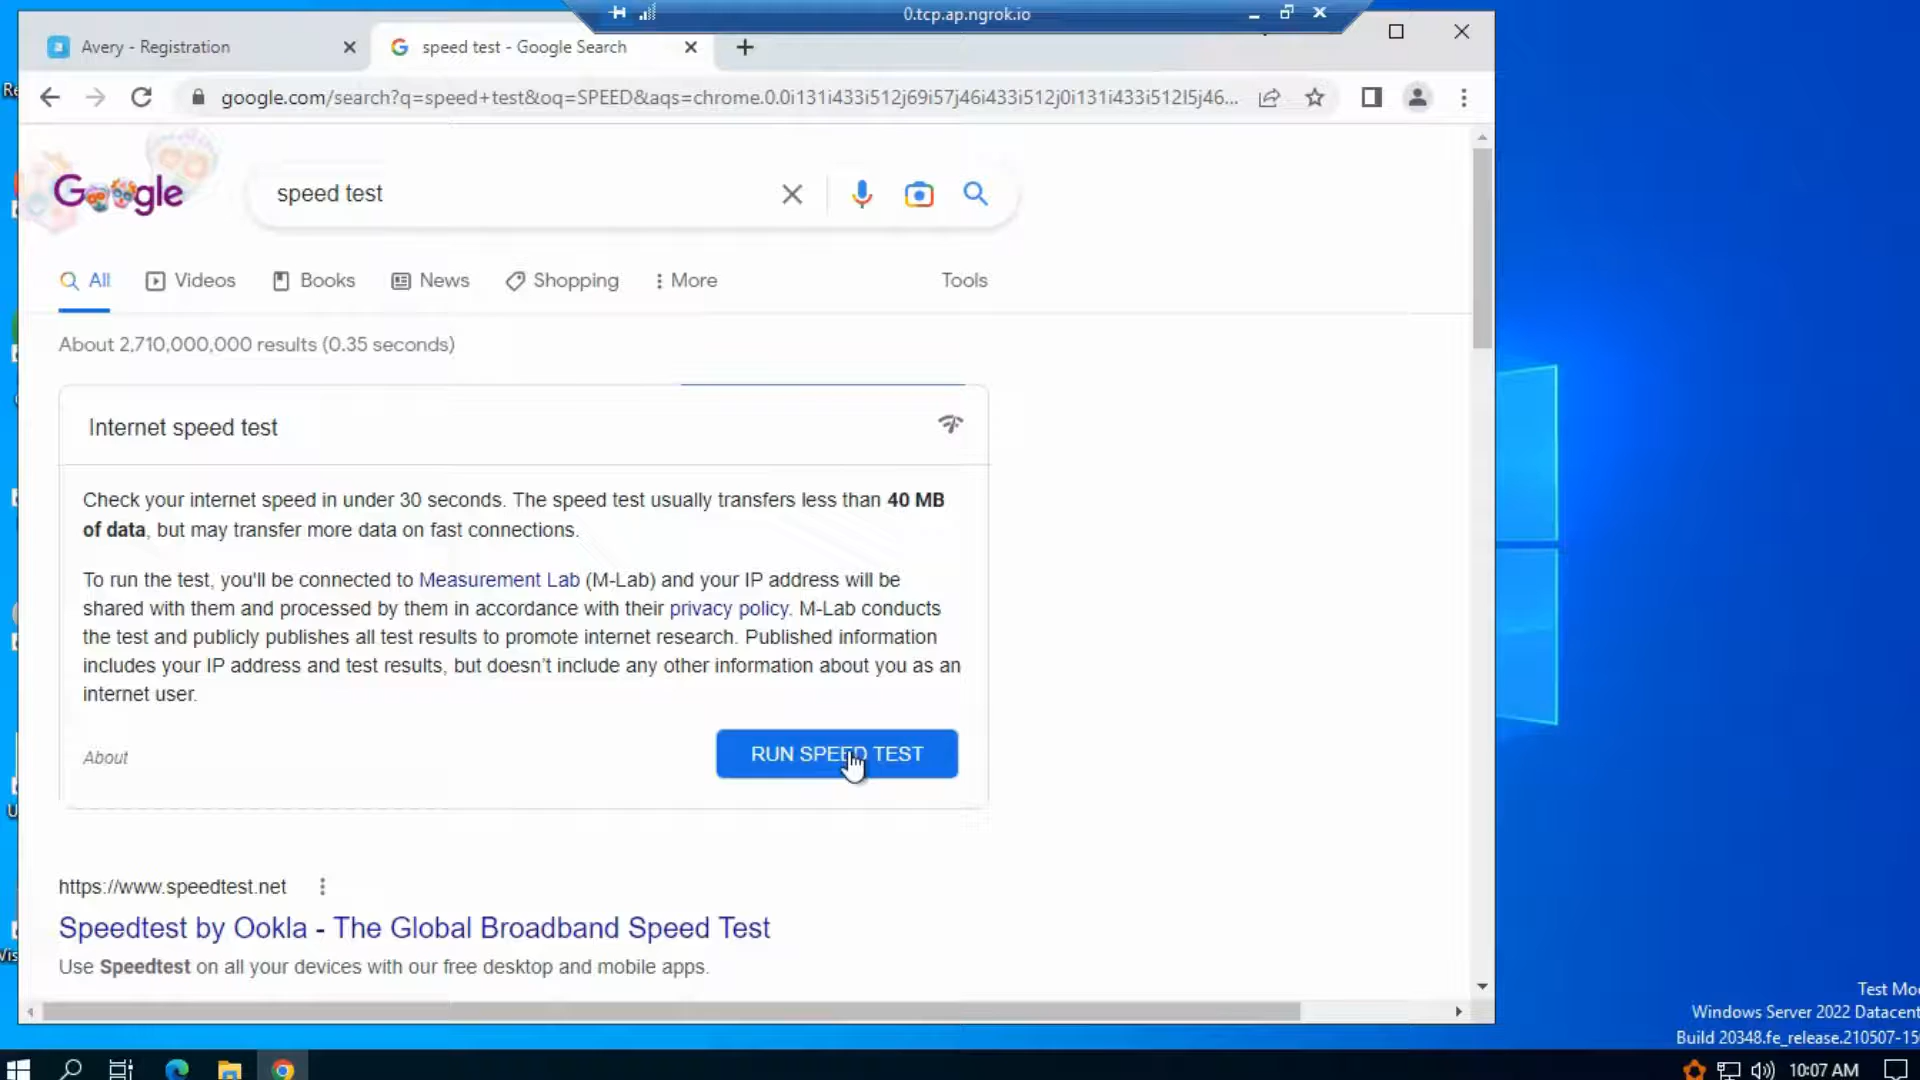 0.tcp.ap.ngrok.io
Avery - Registration
speed test - Google Search
google.com/search?q=speed+test&oq=SPEED&aqs=chrome.0.0i131i433i512j69i57j46i433i512j0i131i433i512l5j46...
Google
speed test
All
Videos
Books
News
Shopping
More
Tools
About 2,710,000,000 results (0.35 seconds)
Internet speed test
Check your internet speed in under 30 seconds. The speed test usually transfers less than 40 MB
of data, but may transfer more data on fast connections.
To run the test, you'll be connected to Measurement Lab (M-Lab) and your IP address will be
shared with them and processed by them in accordance with their privacy policy. M-Lab conducts
the test and publicly publishes all test results to promote internet research. Published information
includes your IP address and test results, but doesn't include any other information about you as an
internet user.
About
RUN SPEED TEST
https://www.speedtest.net
Speedtest by Ookla - The Global Broadband Speed Test
Use Speedtest on all your devices with our free desktop and mobile apps.
Test Mo
Windows Server 2022 Datacent
Build 20348.fe_release.210507-15
10:07 AM